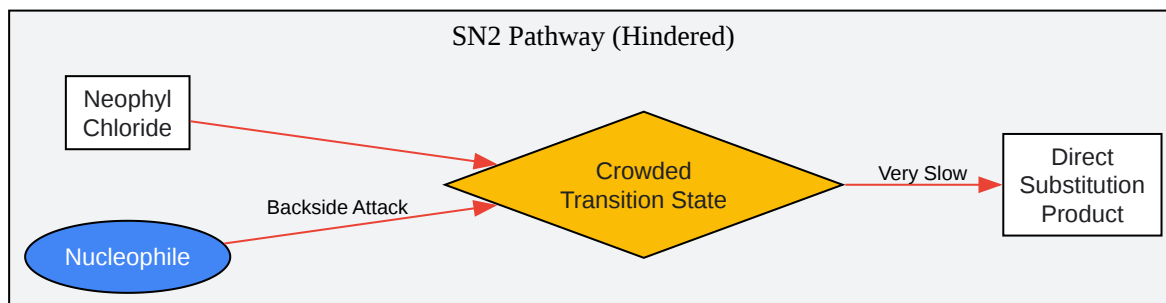 SN2 Pathway (Hindered)
Neophyl
Chloride
Nucleophile
Backside Attack
Crowded
Transition State
Very Slow
Direct
Substitution
Product